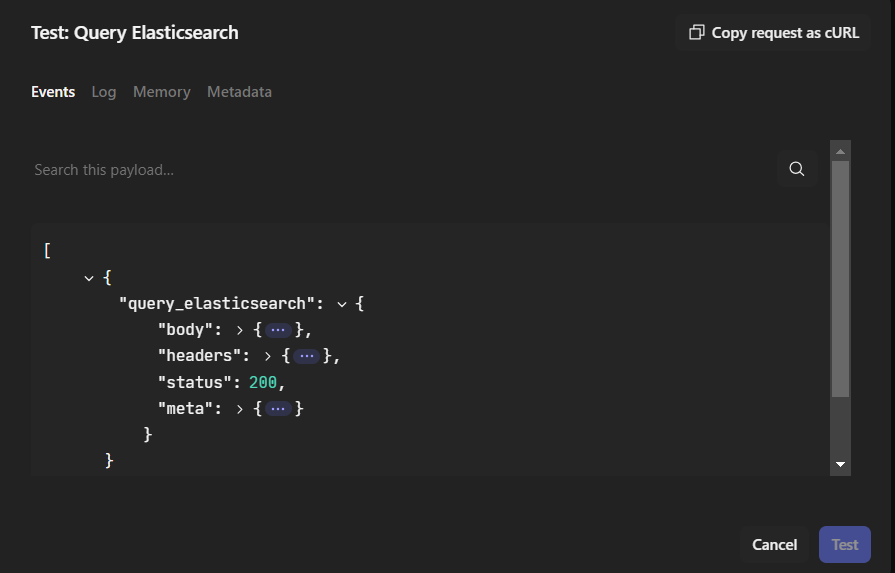 Test: Query Elasticsearch
Copy request as cURL
Events Log Memory Metadata
Search this payload...
[
{
"query_elasticsearch": {
"body": {...},
"headers": {...},
"status": 200,
"meta": {...}
}
}
Cancel Test